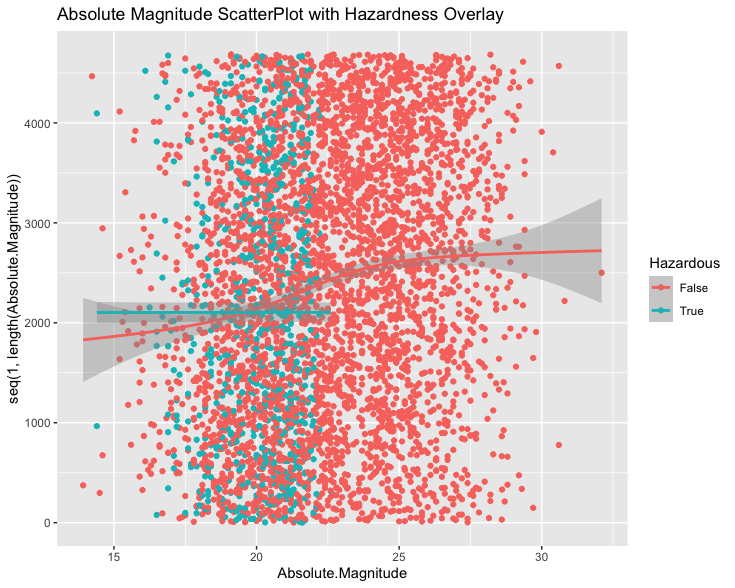 Absolute Magnitude ScatterPlot with Hazardness Overlay
seq(1, length(Absolute.Magnitude))
4000
3000
2000
1000
0
15
20
25
30
Absolute.Magnitude
Hazardous
False
True